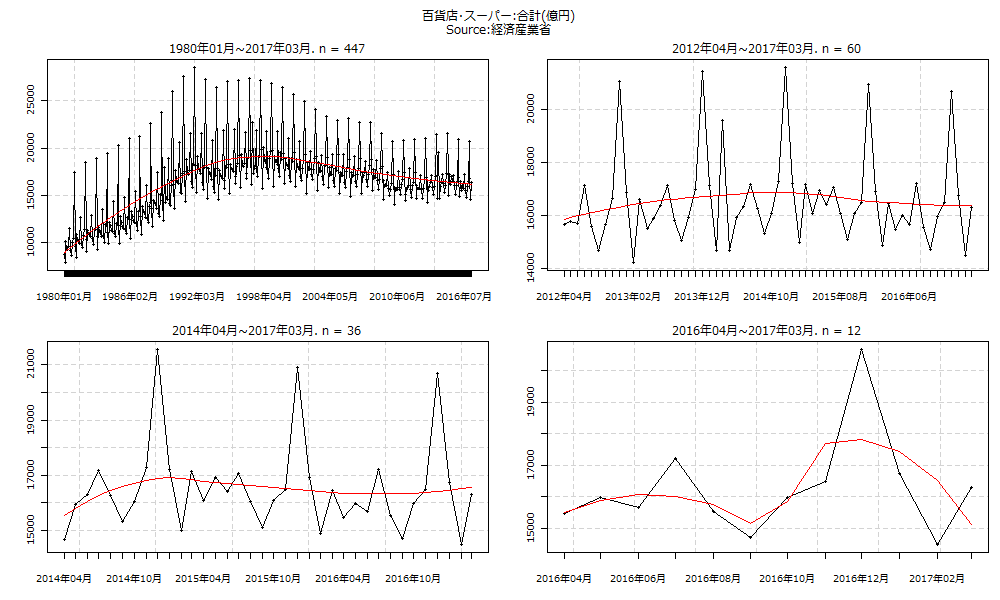 百貨店・スーパー:合計(億円)
Source:経済産業省
1980年01月~2017年03月. n = 447
10000
15000
20000
25000
1980年01月
1986年02月
1992年03月
1998年04月
2004年05月
2010年06月
2016年07月
2012年04月~2017年03月. n = 60
14000
16000
18000
20000
2012年04月
2013年02月
2013年12月
2014年10月
2015年08月
2016年06月
2014年04月~2017年03月. n = 36
15000
17000
19000
21000
2014年04月
2014年10月
2015年04月
2015年10月
2016年04月
2016年10月
2016年04月~2017年03月. n = 12
15000
17000
19000
2016年04月
2016年06月
2016年08月
2016年10月
2016年12月
2017年02月